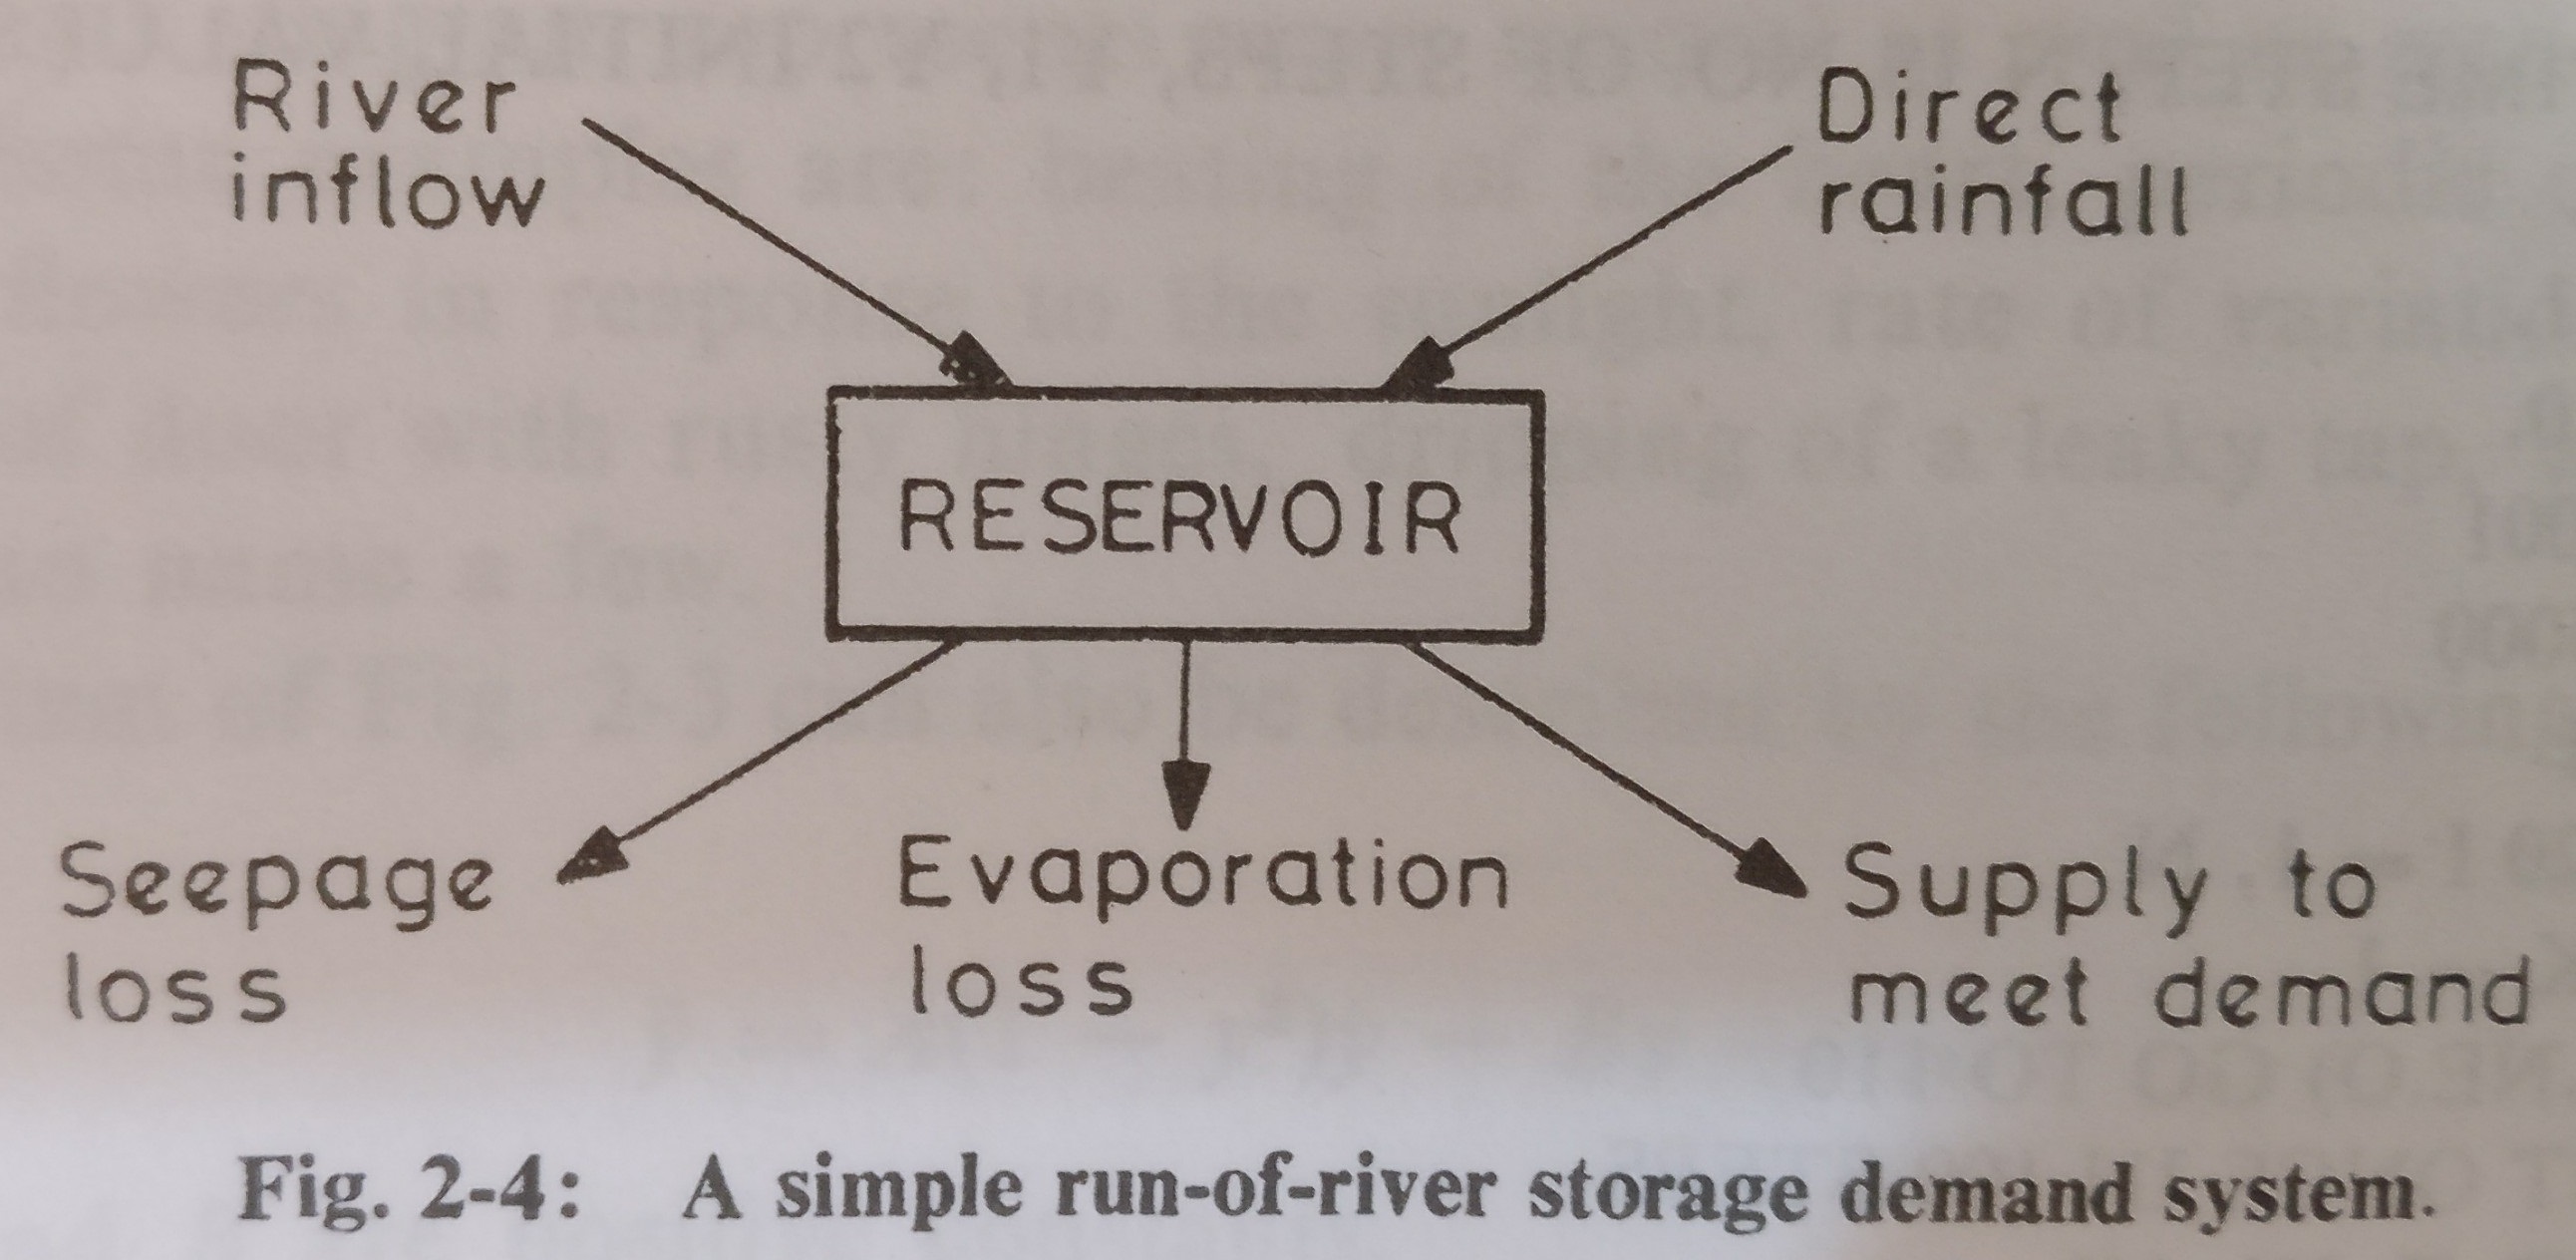 River
inflow
Direct
rainfall
RESERVOIR
Seepage
loss
Evaporation
loss
Supply to
meet demand
Fig. 2-4: A simple run-of-river storage demand system.